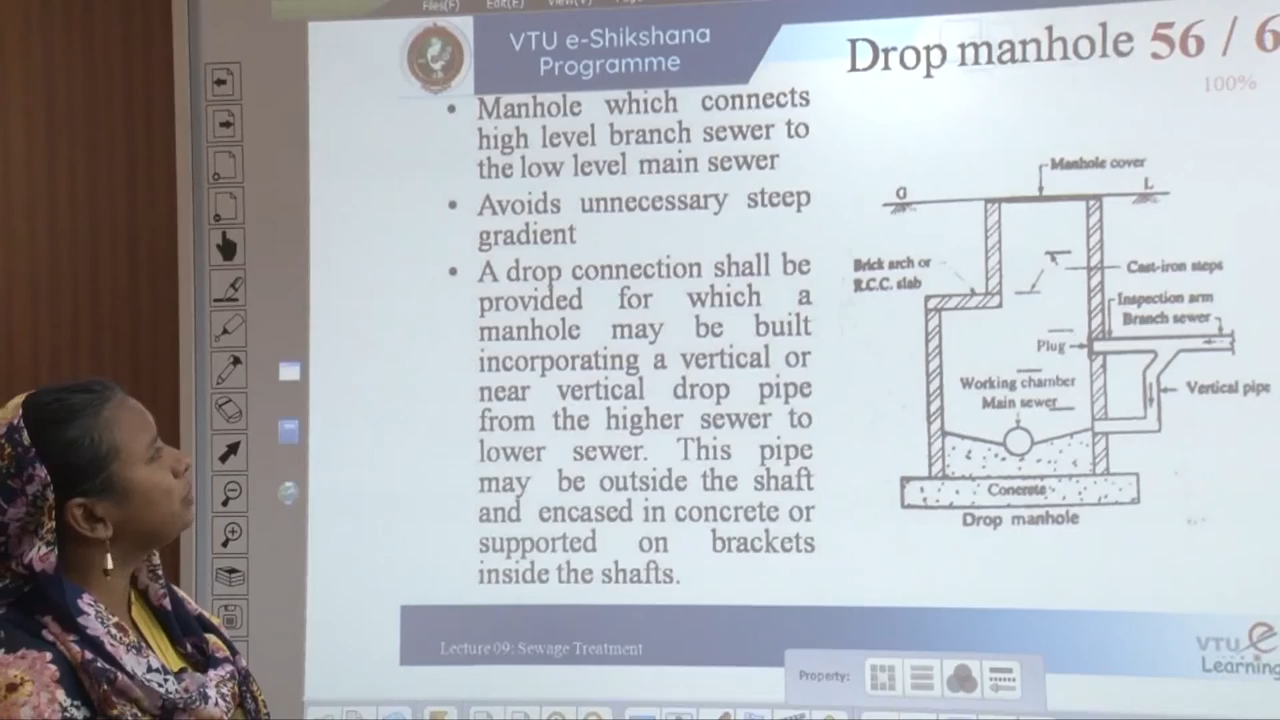 Files(F) Edit(E) View(V)
VTU e-Shikshana
Programme
Drop manhole 56 / 6
100%
• Manhole which connects
high level branch sewer to
the low level main sewer
• Avoids unnecessary steep
gradient
• A drop connection shall be
provided for which a
manhole may be built
incorporating a vertical or
near vertical drop pipe
from the higher sewer to
lower sewer. This pipe
may be outside the shaft
and encased in concrete or
supported on brackets
inside the shafts.
Manhole cover
G
L
Brick arch or
R.C.C. slab
Cast-iron steps
Inspection arm
Branch sewer
Plug
Working chamber
Main sewer
Vertical pipe
Concrete
Drop manhole
Lecture 09: Sewage Treatment
VTU e
Learning
Property: